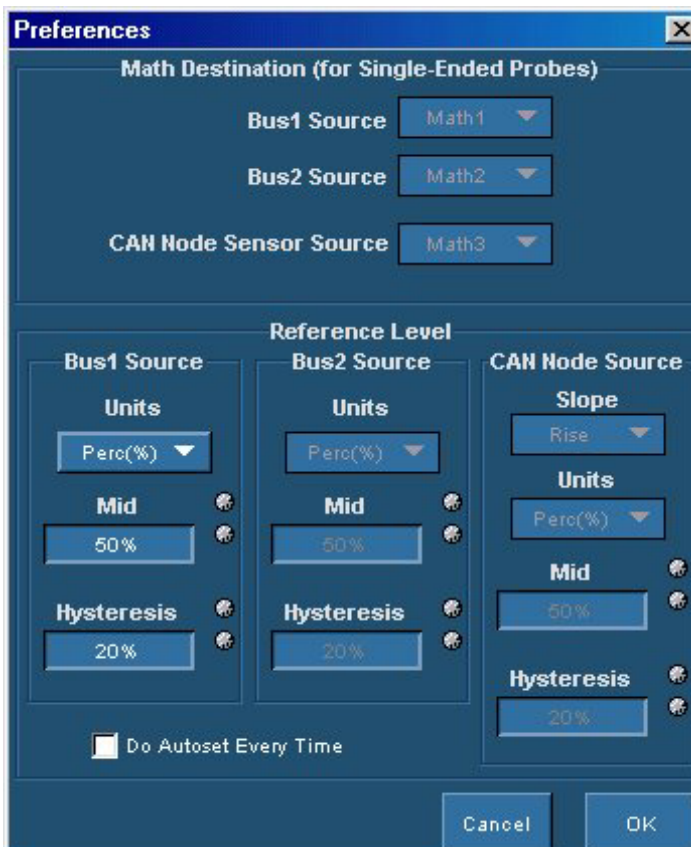 Preferences
Math Destination (for Single-Ended Probes)
Bus1 Source
Math1
Bus2 Source
Math2
CAN Node Sensor Source
Math3
Reference Level
Bus1 Source
Units
Perc(%)
Mid
50%
Hysteresis
20%
Bus2 Source
Units
Perc(%)
Mid
50%
Hysteresis
20%
CAN Node Source
Slope
Rise
Units
Perc(%)
Mid
50%
Hysteresis
20%
Do Autoset Every Time
Cancel
OK